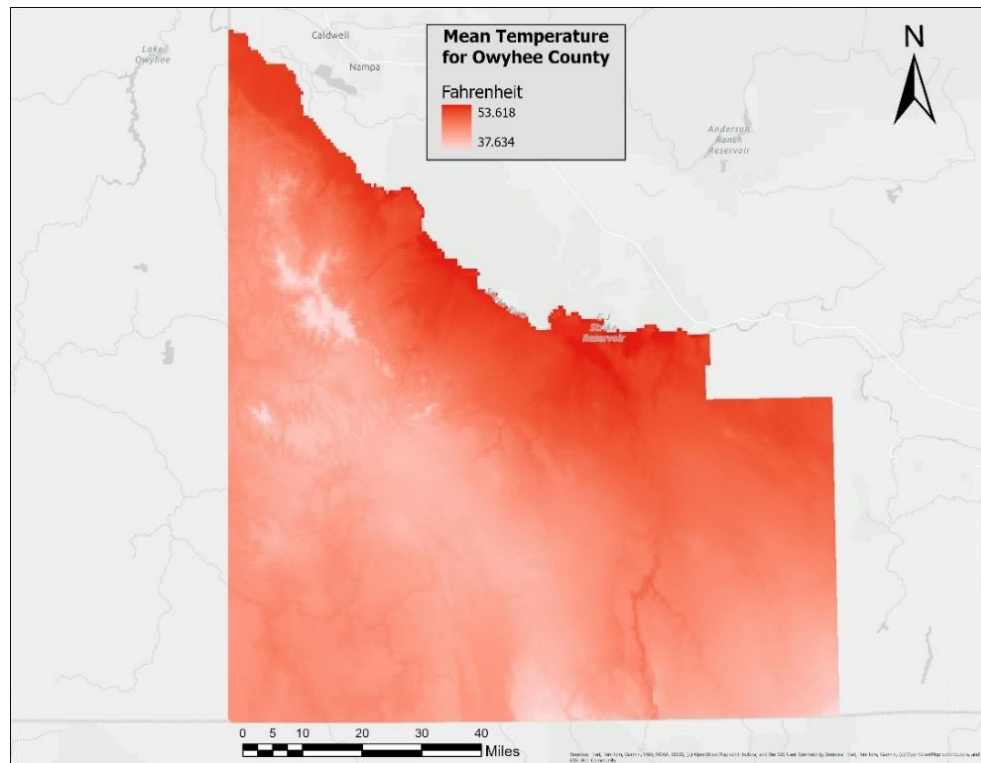 Mean Temperature
for Owyhee County
Fahrenheit
53.618
37.634
N
Lake
Owyhee
Caldwell
Nampa
Anderson
Ranch
Reservoir
C J
Strike
Reservoir
0 5 10 20 30 40
Miles